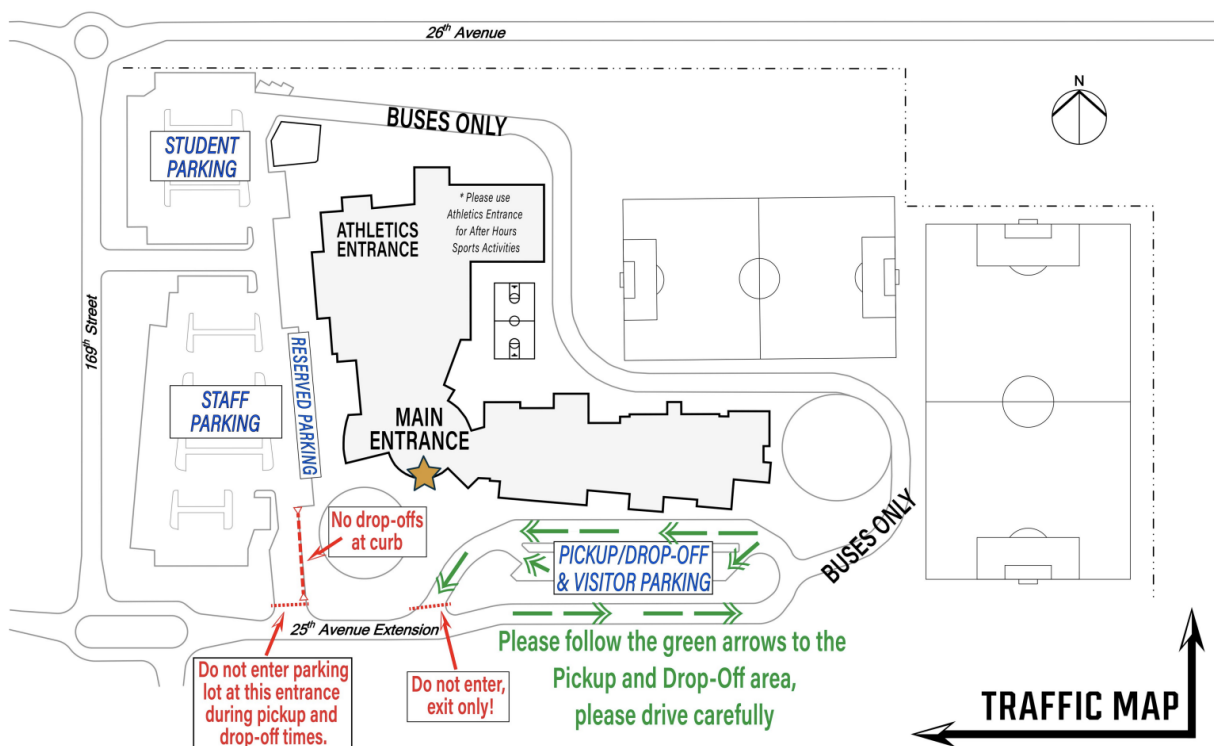 26th Avenue
N
BUSES ONLY
STUDENT
PARKING
* Please use
Athletics Entrance
for After Hours
Sports Activities
ATHLETICS
ENTRANCE
169th Street
RESERVED PARKING
STAFF
PARKING
MAIN
ENTRANCE
No drop-offs
at curb
PICKUP/DROP-OFF
& VISITOR PARKING
BUSES ONLY
25th Avenue Extension
Please follow the green arrows to the
Pickup and Drop-Off area,
please drive carefully
Do not enter parking
lot at this entrance
during pickup and
drop-off times.
Do not enter,
exit only!
TRAFFIC MAP